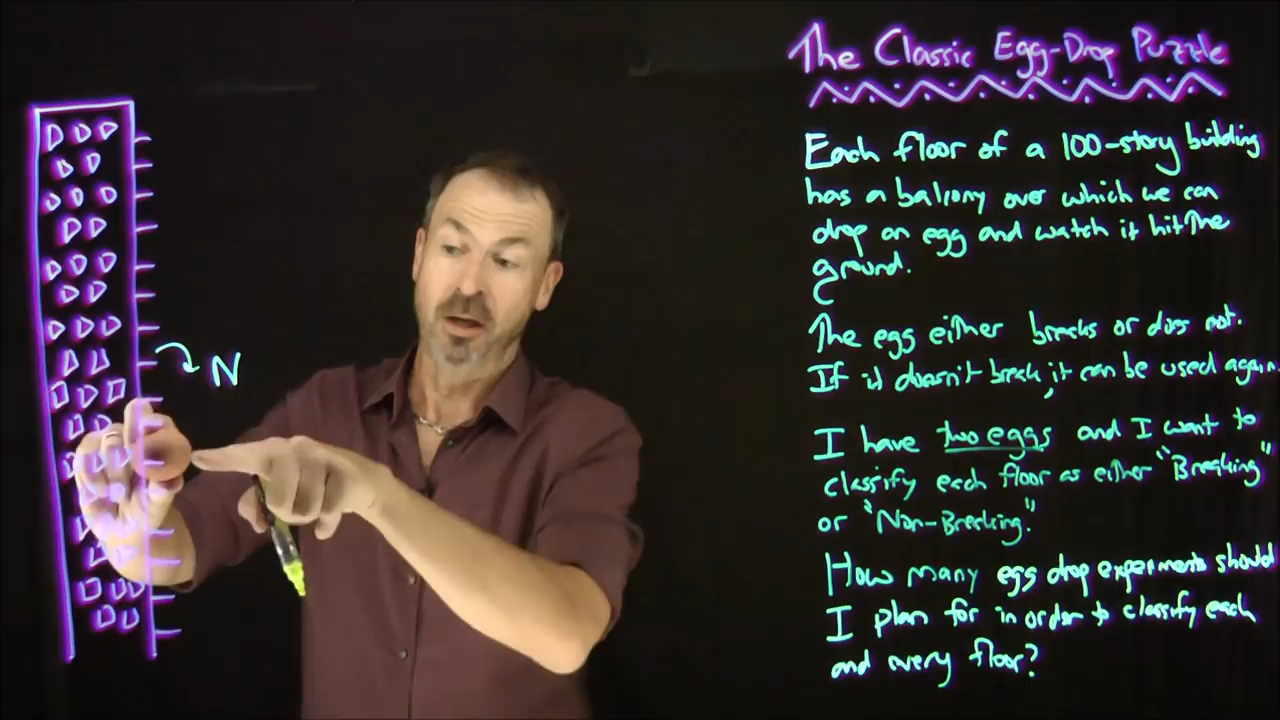 The Classic Egg-Drop Puzzle
Each floor of a 100-story building
has a balcony over which we can
drop an egg and watch it hit the
ground.
The egg either breaks or does not.
If it doesn't break, it can be used again.
I have two eggs and I want to
classify each floor as either "Breaking"
or "Non-Breaking."
How many egg drop experiments should
I plan for in order to classify each
and every floor?
N